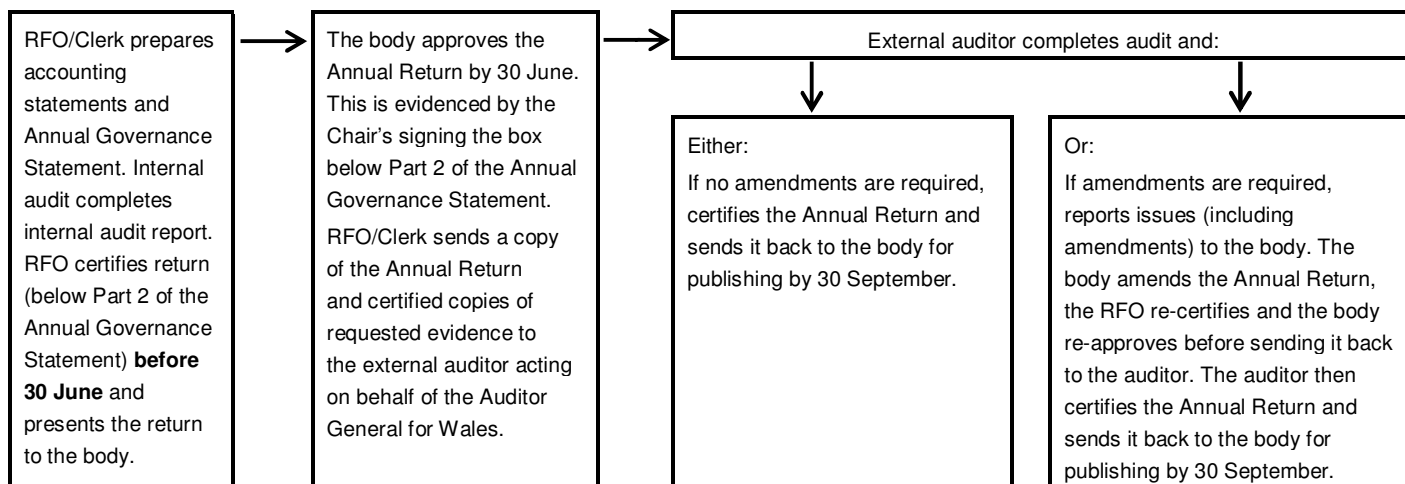 RFO/Clerk prepares
accounting
statements and
Annual Governance
Statement. Internal
audit completes
internal audit report.
RFO certifies return
(below Part 2 of the
Annual Governance
Statement) before
30 June and
presents the return
to the body.
The body approves the
Annual Return by 30 June.
This is evidenced by the
Chair’s signing the box
below Part 2 of the Annual
Governance Statement.
RFO/Clerk sends a copy
of the Annual Return
and certified copies of
requested evidence to
the external auditor acting
on behalf of the Auditor
General for Wales.
External auditor completes audit and:
Either:
If no amendments are required,
certifies the Annual Return and
sends it back to the body for
publishing by 30 September.
Or:
If amendments are required,
reports issues (including
amendments) to the body. The
body amends the Annual Return,
the RFO re-certifies and the body
re-approves before sending it back
to the auditor. The auditor then
certifies the Annual Return and
sends it back to the body for
publishing by 30 September.